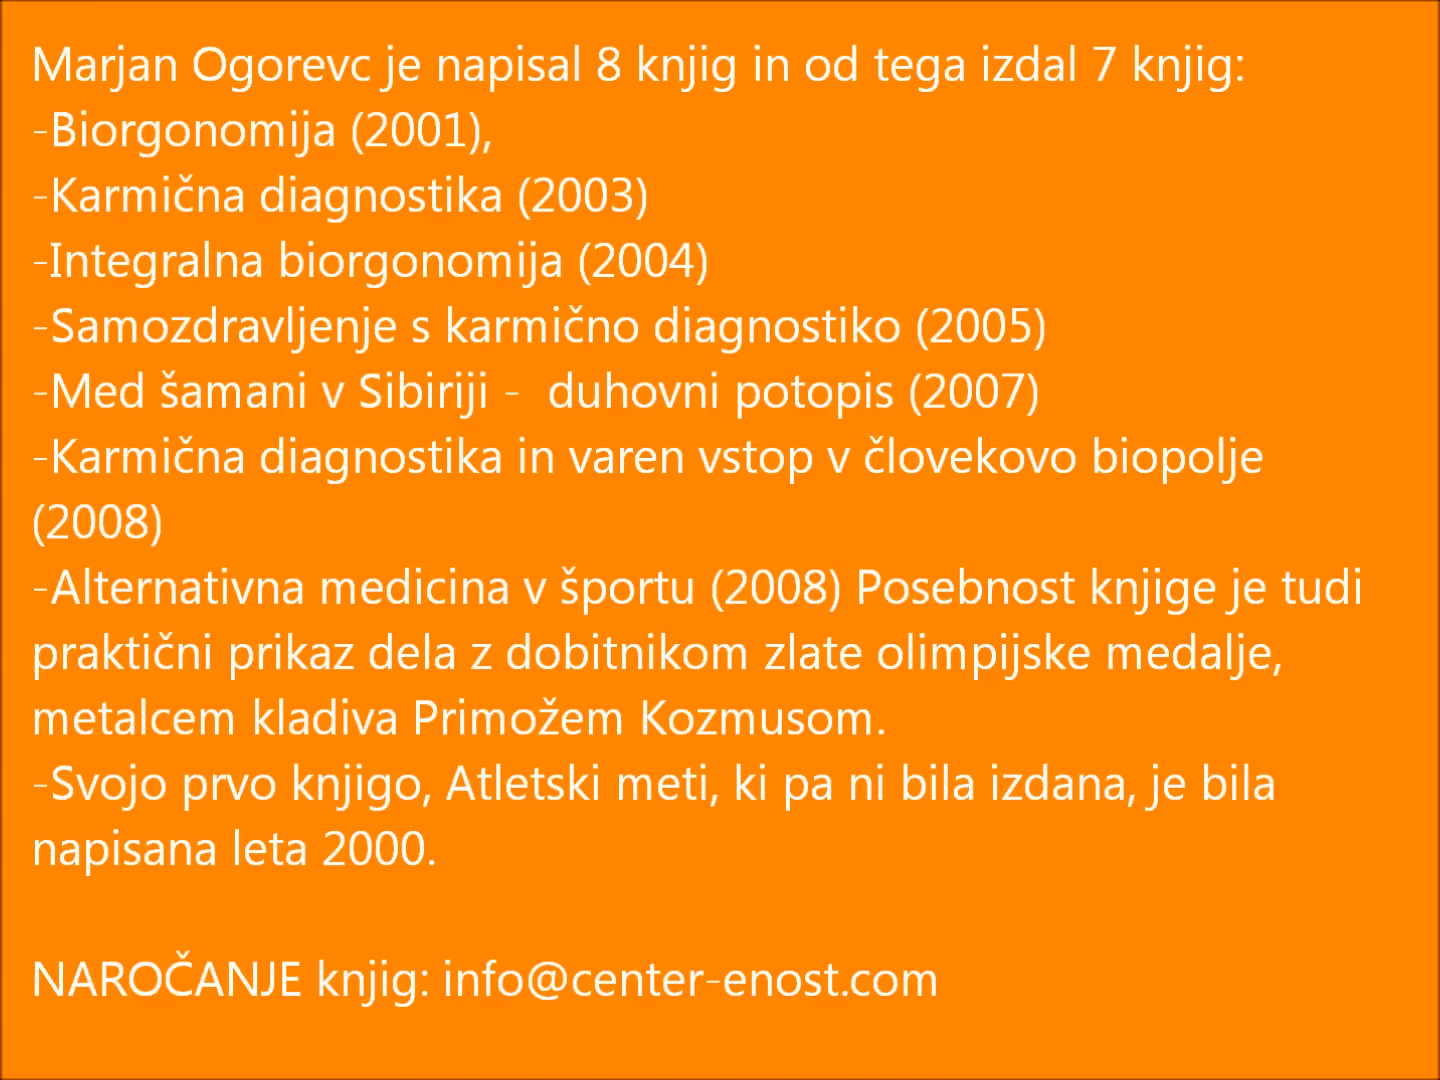 Marjan Ogorevc je napisal 8 knjig in od tega izdal 7 knjig:
-Biorgonomija (2001),
-Karmična diagnostika (2003)
-Integralna biorgonomija (2004)
-Samozdravljenje s karmično diagnostiko (2005)
-Med šamani v Sibiriji -  duhovni potopis (2007)
-Karmična diagnostika in varen vstop v človekovo biopolje
(2008)
-Alternativna medicina v športu (2008) Posebnost knjige je tudi
praktični prikaz dela z dobitnikom zlate olimpijske medalje,
metalcem kladiva Primožem Kozmusom.
-Svojo prvo knjigo, Atletski meti, ki pa ni bila izdana, je bila
napisana leta 2000.
NAROČANJE knjig: info@center-enost.com